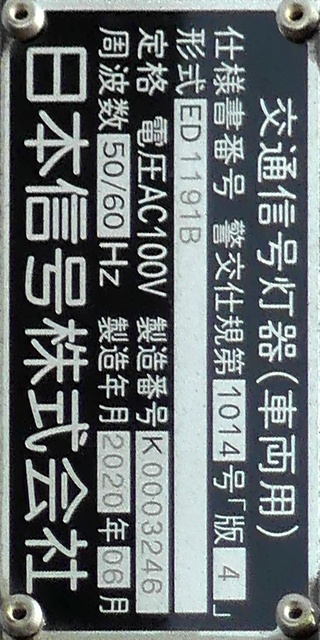 交通信号灯器(車両用)
仕様書番号 警交仕規第1014号「版4」
形式 ED1191B
定格 電圧AC100V 製造番号 K0003246
周波数 50/60 Hz 製造年月 2020年06月
日本信号株式会社